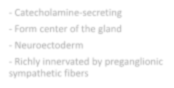 - Catecholamine-secreting
- Form center of the gland
- Neuroectoderm
- Richly innervated by preganglionic
sympathetic fibers